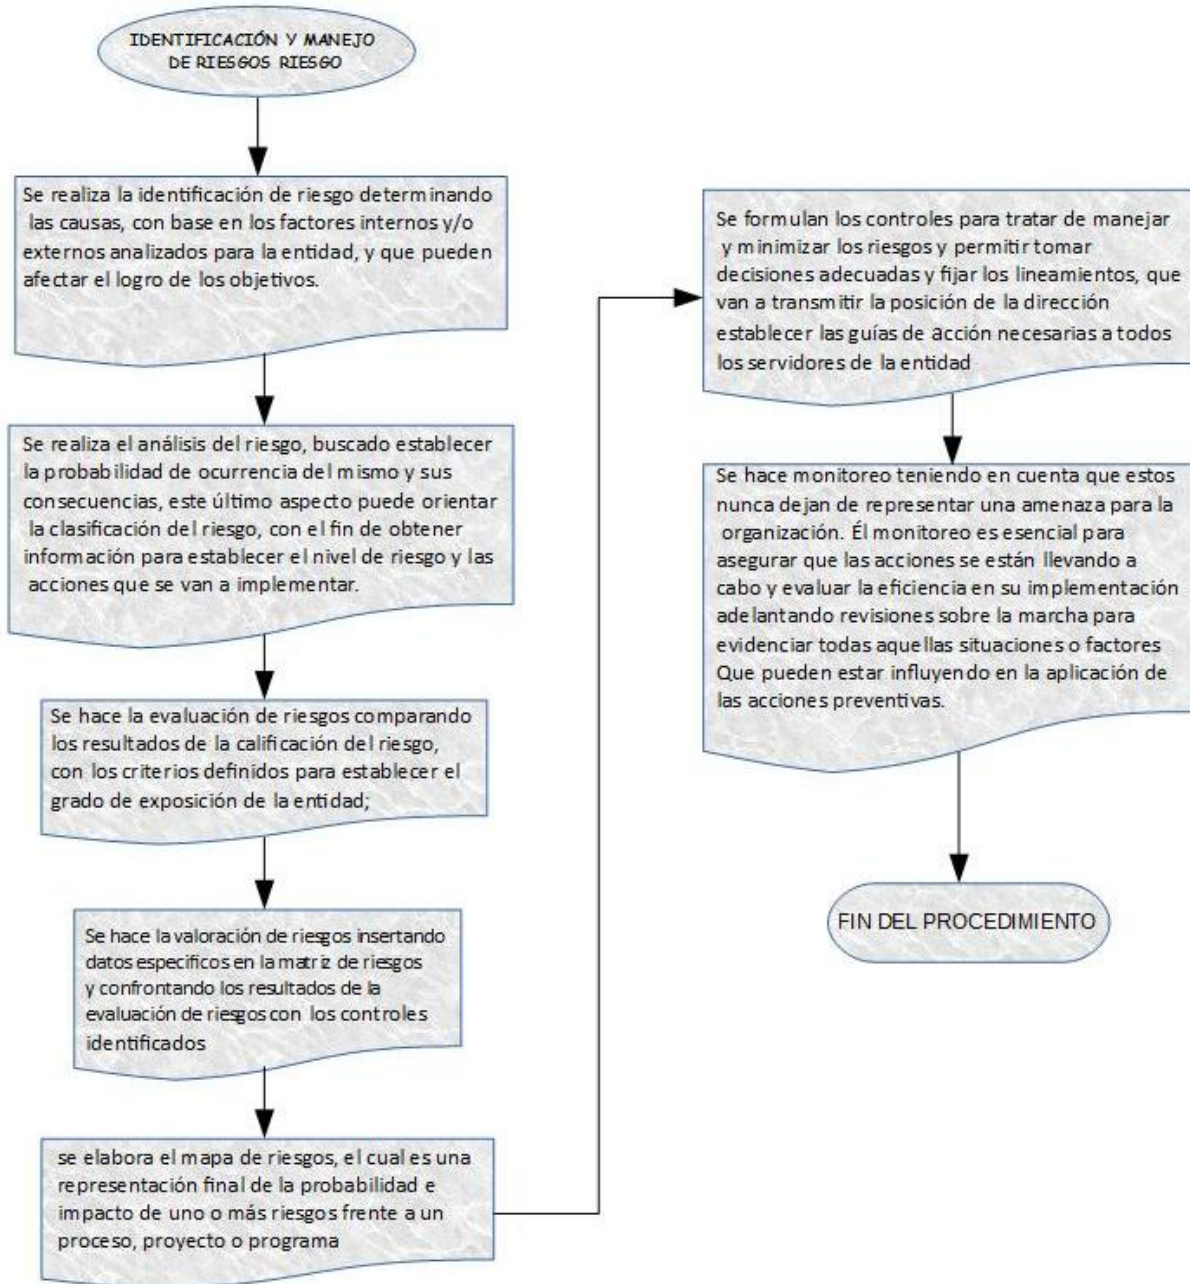 IDENTIFICACIÓN Y MANEJO
DE RIESGOS RIESGO
Se realiza la identificación de riesgo determinando
las causas, con base en los factores internos y/o
externos analizados para la entidad, y que pueden
afectar el logro de los objetivos.
Se realiza el análisis del riesgo, buscado establecer
la probabilidad de ocurrencia del mismo y sus
consecuencias, este último aspecto puede orientar
la clasificación del riesgo, con el fin de obtener
información para establecer el nivel de riesgo y las
acciones que se van a implementar.
Se hace la evaluación de riesgos comparando
los resultados de la calificación del riesgo,
con los criterios definidos para establecer el
grado de exposición de la entidad;
Se hace la valoración de riesgos insertando
datos especificos en la matriz de riesgos
y confrontando los resultados de la
evaluación de riesgos con los controles
identificados
se elabora el mapa de riesgos, el cual es una
representación final de la probabilidad e
impacto de uno o más riesgos frente a un
proceso, proyecto o programa
Se formulan los controles para tratar de manejar
y minimizar los riesgos y permitir tomar
decisiones adecuadas y fijar los lineamientos, que
van a transmitir la posición de la dirección
establecer las guías de acción necesarias a todos
los servidores de la entidad
Se hace monitoreo teniendo en cuenta que estos
nunca dejan de representar una amenaza para la
organización. Él monitoreo es esencial para
asegurar que las acciones se están llevando a
cabo y evaluar la eficiencia en su implementación
adelantando revisiones sobre la marcha para
evidenciar todas aquellas situaciones o factores
Que pueden estar influyendo en la aplicación de
las acciones preventivas.
FIN DEL PROCEDIMIENTO